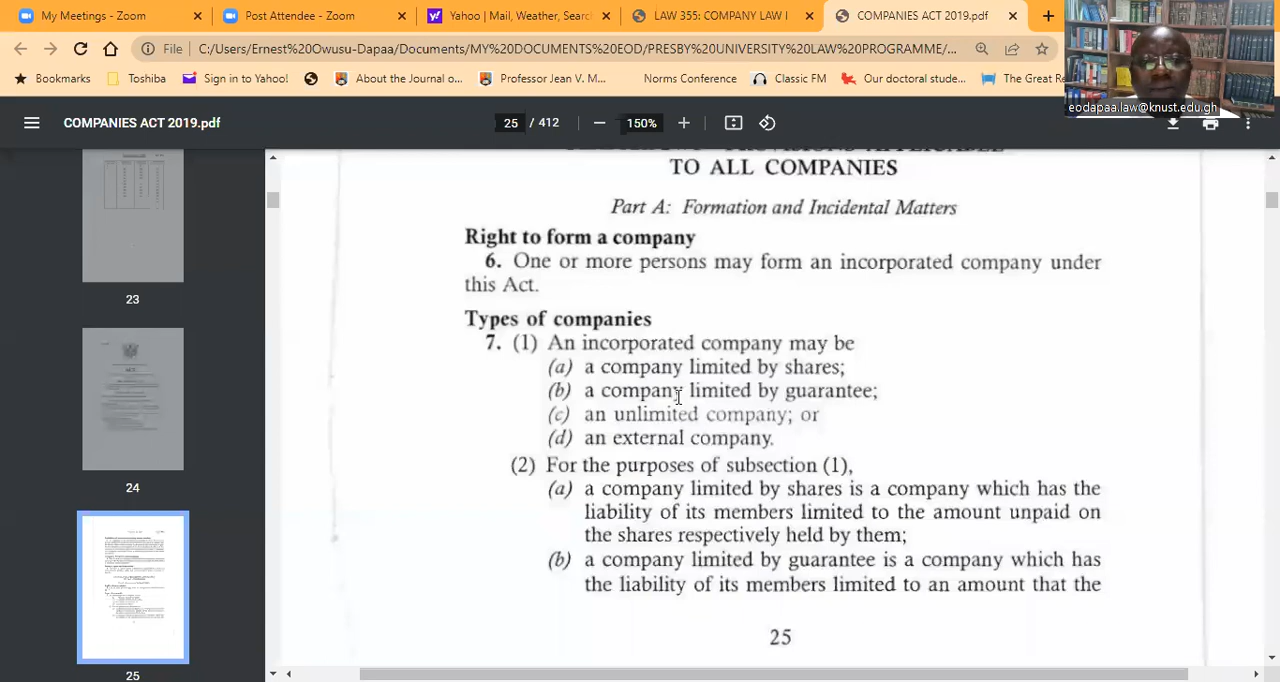 My Meetings - Zoom
Post Attendee - Zoom
Yahoo | Mail, Weather, Sear
LAW 355: COMPANY LAW I
COMPANIES ACT 2019.pdf
File
C:/Users/Ernest%20Owusu-Dapaa/Documents/MY%20DOCUMENTS%20EOD/PRESBY%20UNIVERSITY%20LAW%20PROGRAMME/...
Bookmarks
Toshiba
Sign in to Yahoo!
About the Journal o...
Professor Jean V. M...
Norms Conference
Classic FM
Our doctoral stude...
The Great Re
eodapaa.law@knust.edu.gh
COMPANIES ACT 2019.pdf
25 / 412
150%
23
24
25
TO ALL COMPANIES
Part A: Formation and Incidental Matters
Right to form a company
6. One or more persons may form an incorporated company under
this Act.
Types of companies
7. (1) An incorporated company may be
(a) a company limited by shares;
(b) a company limited by guarantee;
(c) an unlimited company; or
(d) an external company.
(2) For the purposes of subsection (1),
(a) a company limited by shares is a company which has the
liability of its members limited to the amount unpaid on
the shares respectively held by them;
(b) a company limited by guarantee is a company which has
the liability of its members limited to an amount that the
25